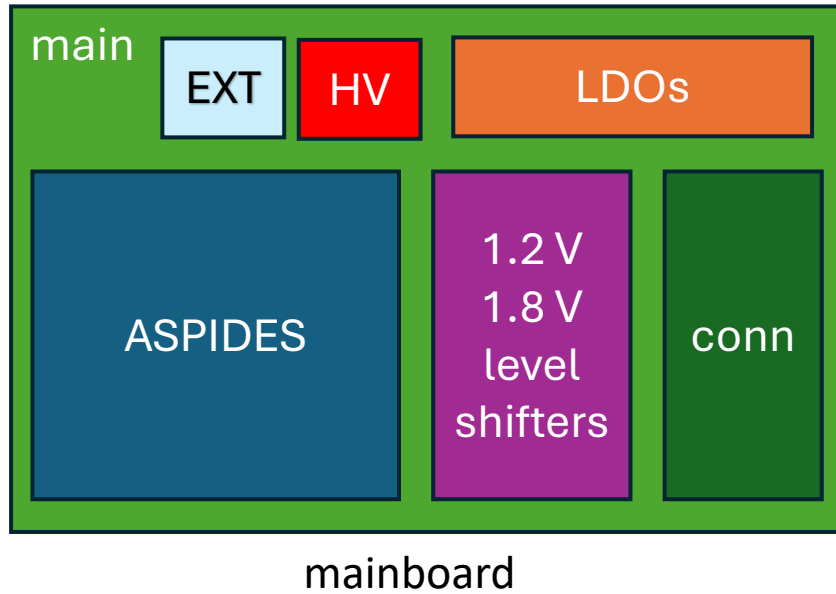 main
EXT
HV
LDOs
ASPIDES
1.2 V
1.8 V
level
shifters
conn
mainboard